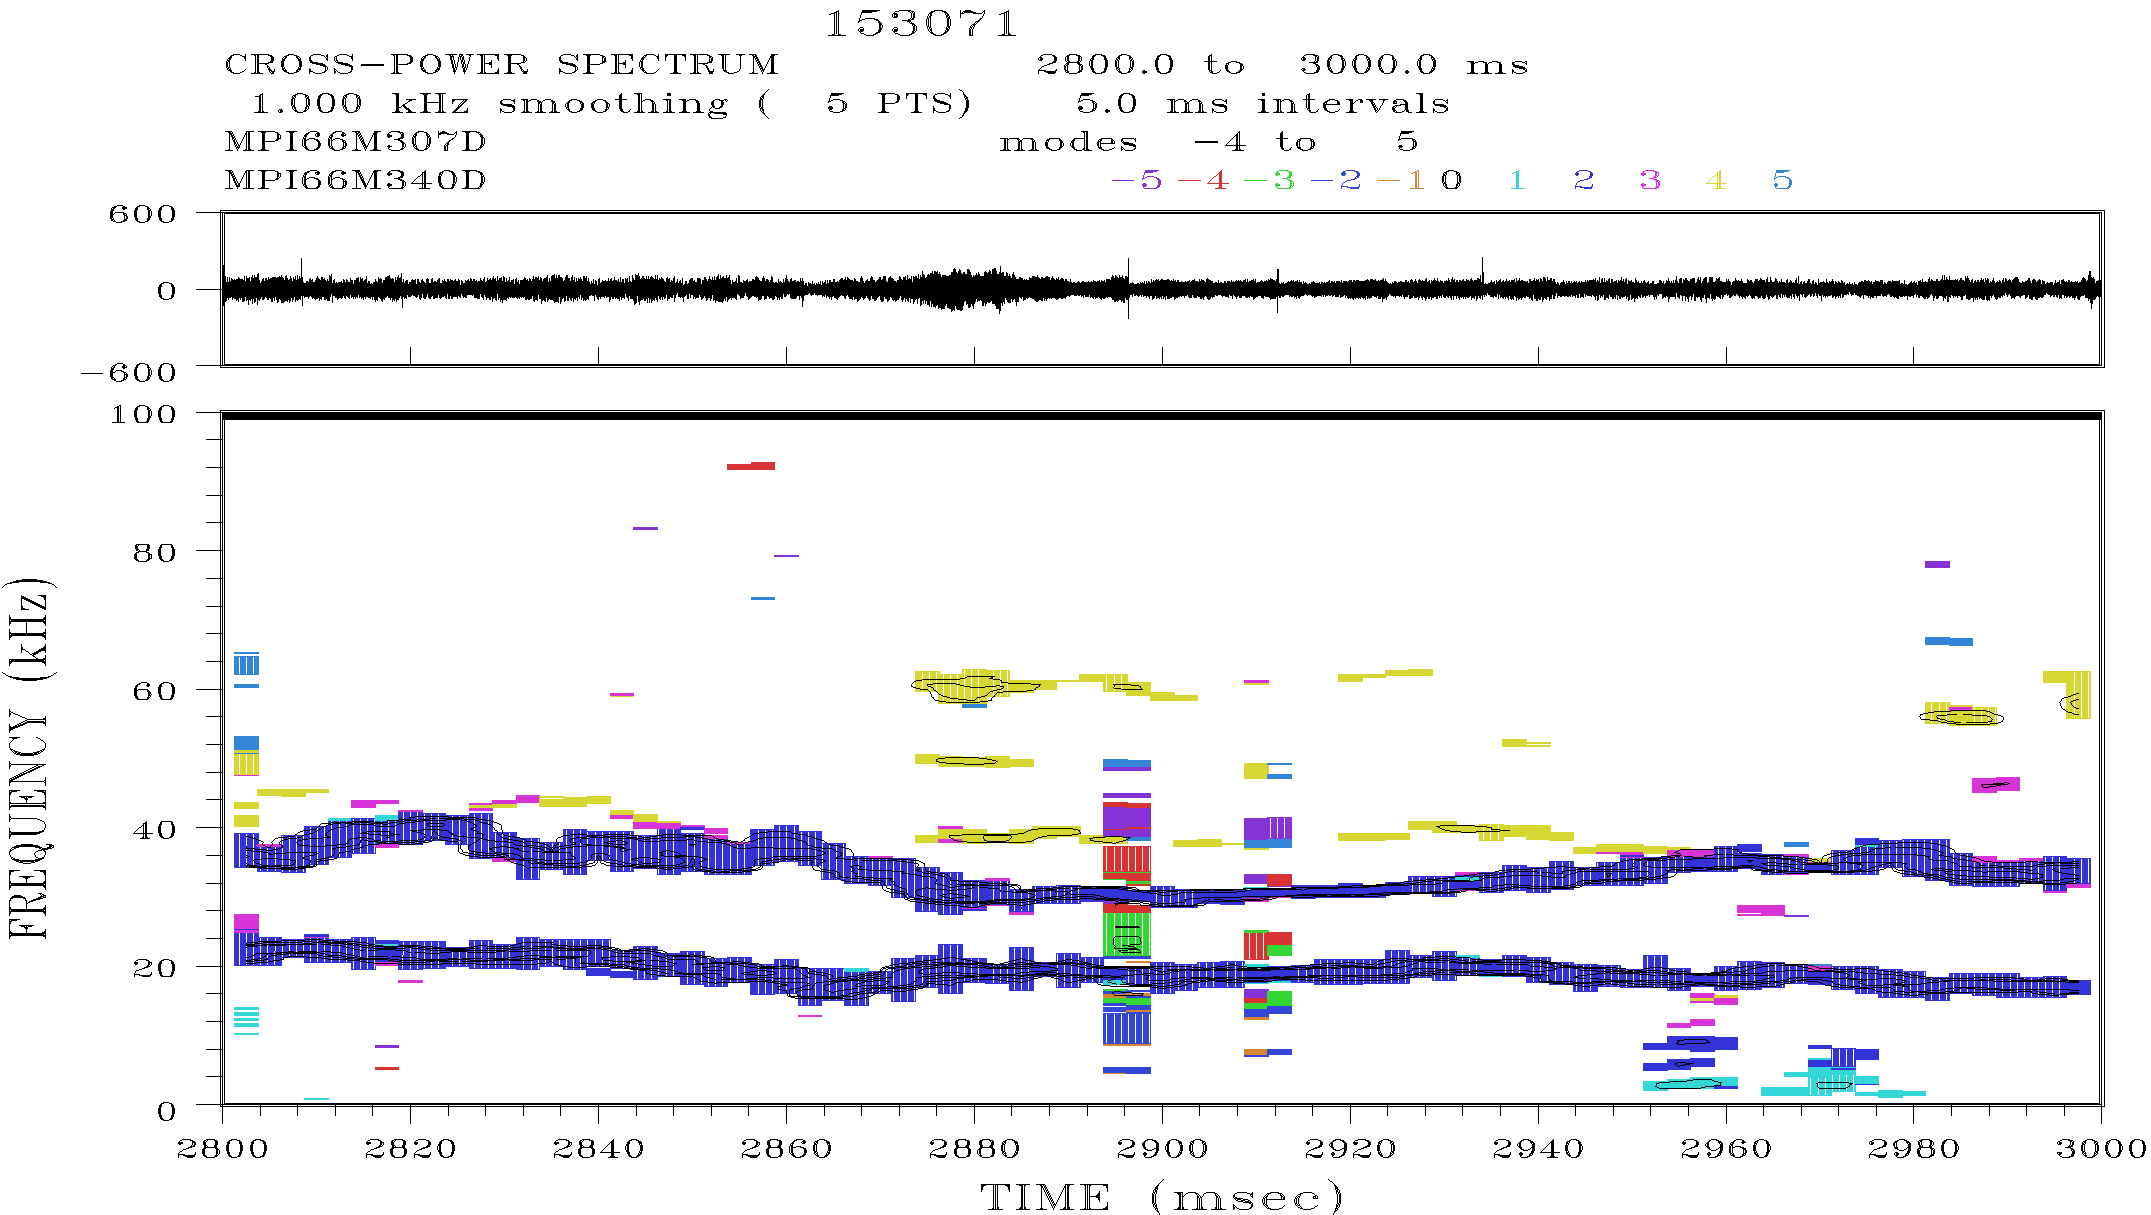 153071
CROSS-POWER SPECTRUM 2800.0 to 3000.0 ms
1.000 kHz smoothing ( 5 PTS) 5.0 ms intervals
MPI66M307D modes -4 to 5
MPI66M340D -5 -4 -3 -2 -1 0 1 2 3 4 5
600
0
-600
100
80
60
40
20
0
FREQUENCY (kHz)
2800 2820 2840 2860 2880 2900 2920 2940 2960 2980 3000
TIME (msec)